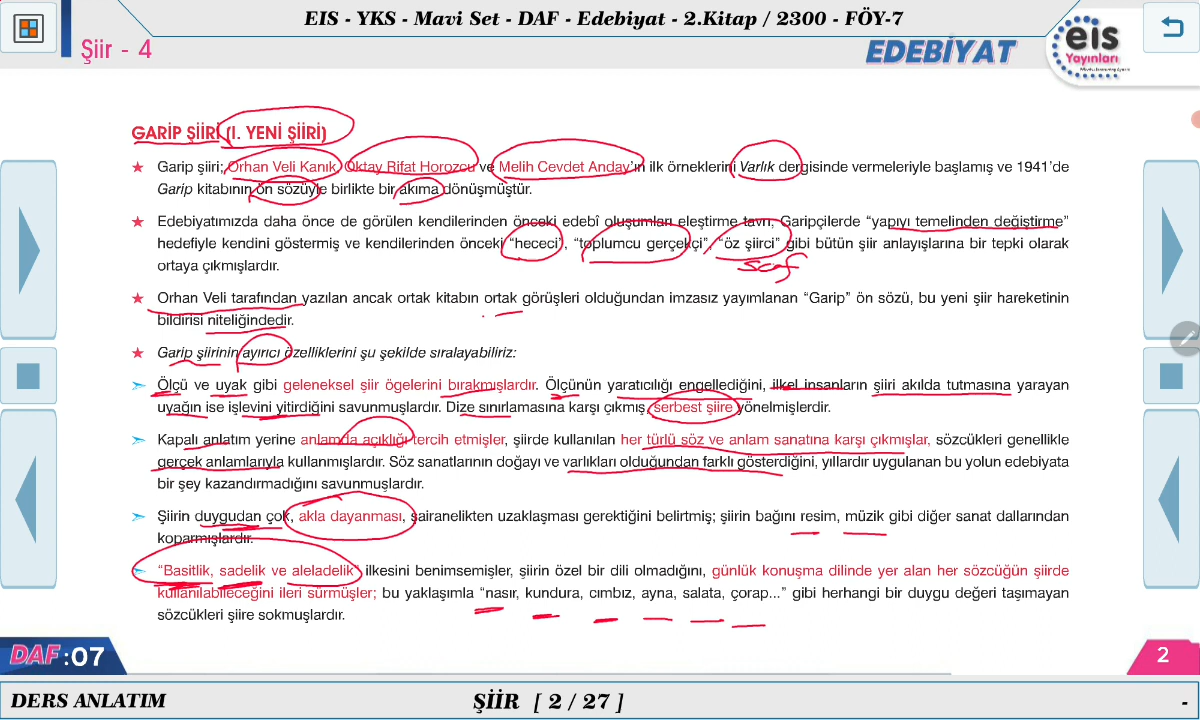 EIS - YKS - Mavi Set - DAF - Edebiyat - 2.Kitap / 2300 - FÖY-7
Şiir - 4
EDEBİYAT
eis
Yayınları
GARİP ŞİİRİ (I. YENİ ŞİİRİ)
★ Garip şiiri; Orhan Veli Kanık, Oktay Rifat Horozcu ve Melih Cevdet Anday'ın ilk örneklerini Varlık dergisinde vermeleriyle başlamış ve 1941'de
Garip kitabının ön sözüyle birlikte bir akıma dönüşmüştür.
★ Edebiyatımızda daha önce de görülen kendilerinden önceki edebî oluşumları eleştirme tavrı, Garipçilerde “yapıyı temelinden değiştirme”
hedefiyle kendini göstermiş ve kendilerinden önceki “hececi”, “toplumcu gerçekçi”, “öz şiirci” gibi bütün şiir anlayışlarına bir tepki olarak
saf
ortaya çıkmışlardır.
★ Orhan Veli tarafından yazılan ancak ortak kitabın ortak görüşleri olduğundan imzasız yayımlanan “Garip” ön sözü, bu yeni şiir hareketinin
bildirisi niteliğindedir.
★ Garip şiirinin ayırıcı özelliklerini şu şekilde sıralayabiliriz:
➣ Ölçü ve uyak gibi geleneksel şiir ögelerini bırakmışlardır. Ölçünün yaratıcılığı engellediğini, ilkel insanların şiiri akılda tutmasına yarayan
uyağın ise işlevini yitirdiğini savunmuşlardır. Dize sınırlamasına karşı çıkmış, serbest şiire yönelmişlerdir.
➣ Kapalı anlatım yerine anlamda açıklığı tercih etmişler, şiirde kullanılan her türlü söz ve anlam sanatına karşı çıkmışlar, sözcükleri genellikle
gerçek anlamlarıyla kullanmışlardır. Söz sanatlarının doğayı ve varlıkları olduğundan farklı gösterdiğini, yıllardır uygulanan bu yolun edebiyata
bir şey kazandırmadığını savunmuşlardır.
➣ Şiirin duygudan çok, akla dayanması, şairanelikten uzaklaşması gerektiğini belirtmiş; şiirin bağını resim, müzik gibi diğer sanat dallarından
koparmışlardır.
➣ “Basitlik, sadelik ve aleladelik” ilkesini benimsemişler, şiirin özel bir dili olmadığını, günlük konuşma dilinde yer alan her sözcüğün şiirde
kullanılabileceğini ileri sürmüşler; bu yaklaşımla “nasır, kundura, cımbız, ayna, salata, çorap...” gibi herhangi bir duygu değeri taşımayan
sözcükleri şiire sokmuşlardır.
DAF :07
2
DERS ANLATIM
ŞİİR [ 2 / 27 ]
-